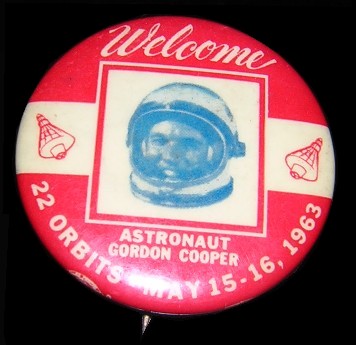 Welcome
ASTRONAUT
GORDON COOPER
22 ORBITS - MAY 15-16, 1963